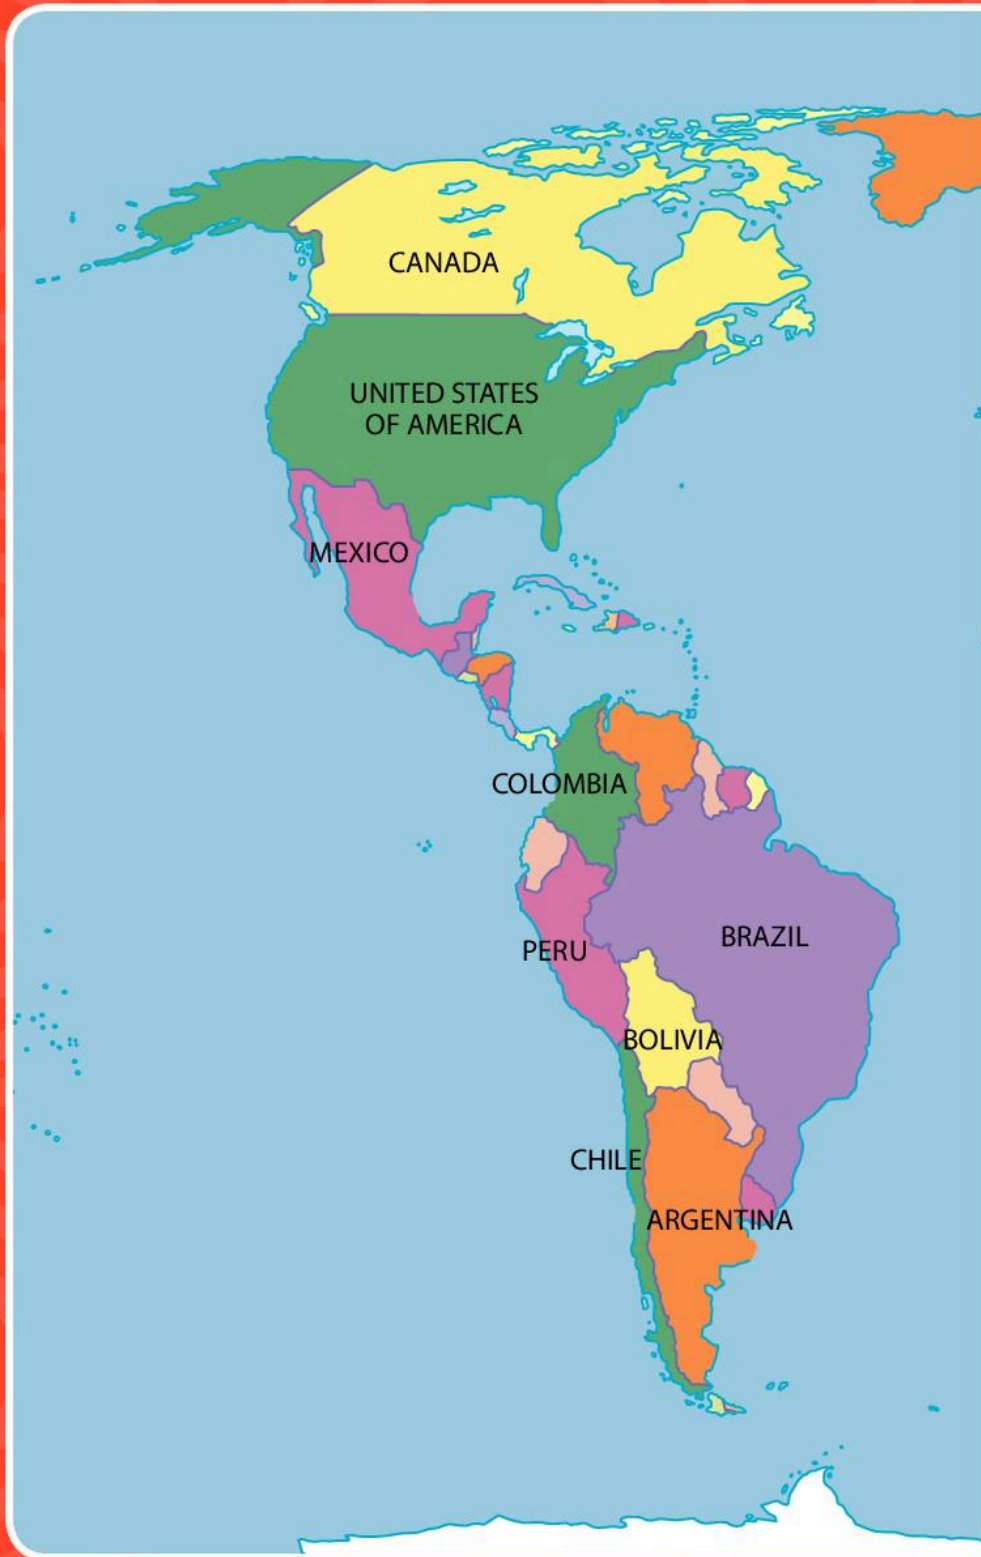 CANADA
UNITED STATES
OF AMERICA
MEXICO
COLOMBIA
PERU
BRAZIL
BOLIVIA
CHILE
ARGENTINA